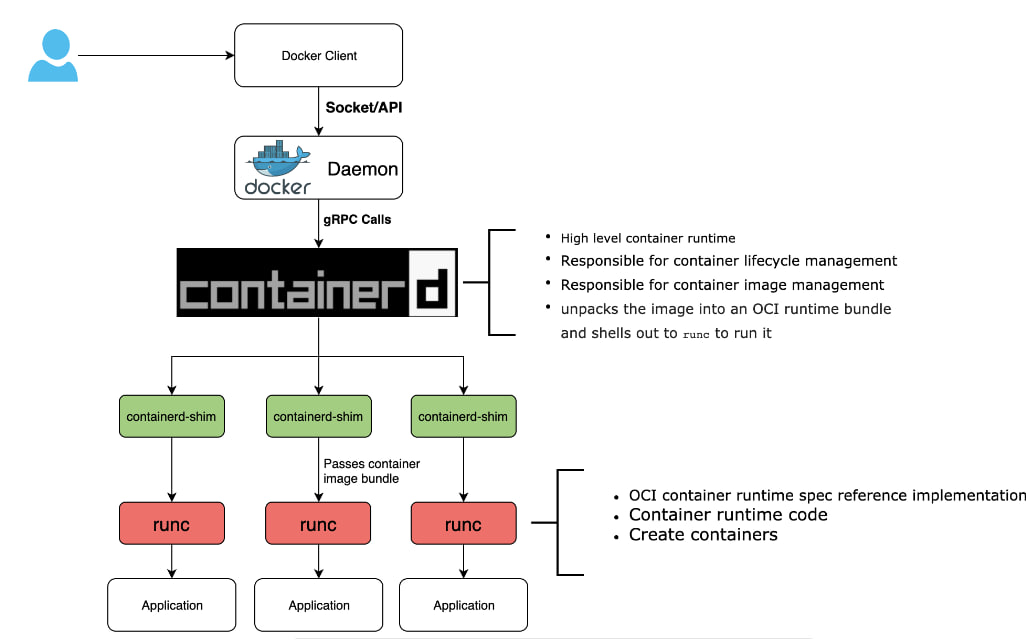 Docker Client
Socket/API
docker
Daemon
gRPC Calls
containerd
High level container runtime
Responsible for container lifecycle management
Responsible for container image management
unpacks the image into an OCI runtime bundle
and shells out to runc to run it
containerd-shim
containerd-shim
containerd-shim
Passes container
image bundle
runc
runc
runc
OCI container runtime spec reference implementation
Container runtime code
Create containers
Application
Application
Application